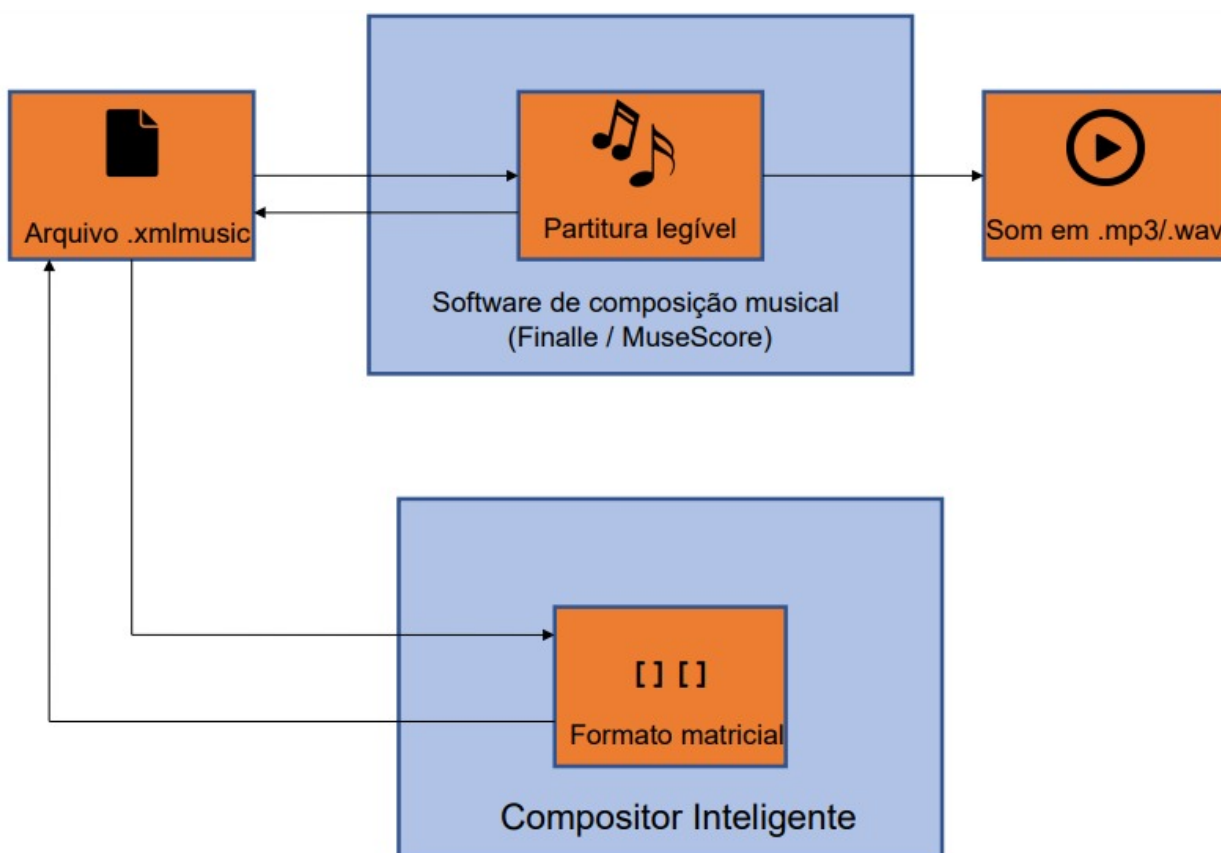 Arquivo .xmlmusic
Partitura legível
Som em .mp3/.wav
Software de composição musical
(Finalle / MuseScore)
[ ] [ ]
Formato matricial
Compositor Inteligente